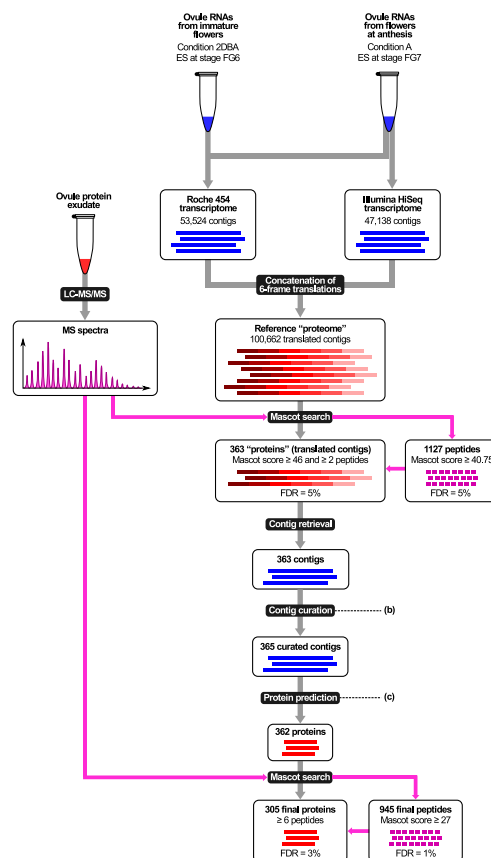 Ovule RNAs
from immature
flowers
Condition 2DBA
ES at stage FG6
Ovule RNAs
from flowers
at anthesis
Condition A
ES at stage FG7
Roche 454
transcriptome
53,524 contigs
Illumina HiSeq
transcriptome
47,138 contigs
Ovule protein
exudate
LC-MS/MS
MS spectra
Concatenation of
6-frame translations
Reference “proteome”
100,662 translated contigs
Mascot search
363 “proteins” (translated contigs)
Mascot score ≥ 46 and ≥ 2 peptides
FDR = 5%
1127 peptides
Mascot score ≥ 40.75
FDR = 5%
Contig retrieval
363 contigs
Contig curation
(b)
365 curated contigs
Protein prediction
(c)
362 proteins
Mascot search
305 final proteins
≥ 6 peptides
FDR = 3%
945 final peptides
Mascot score ≥ 27
FDR = 1%